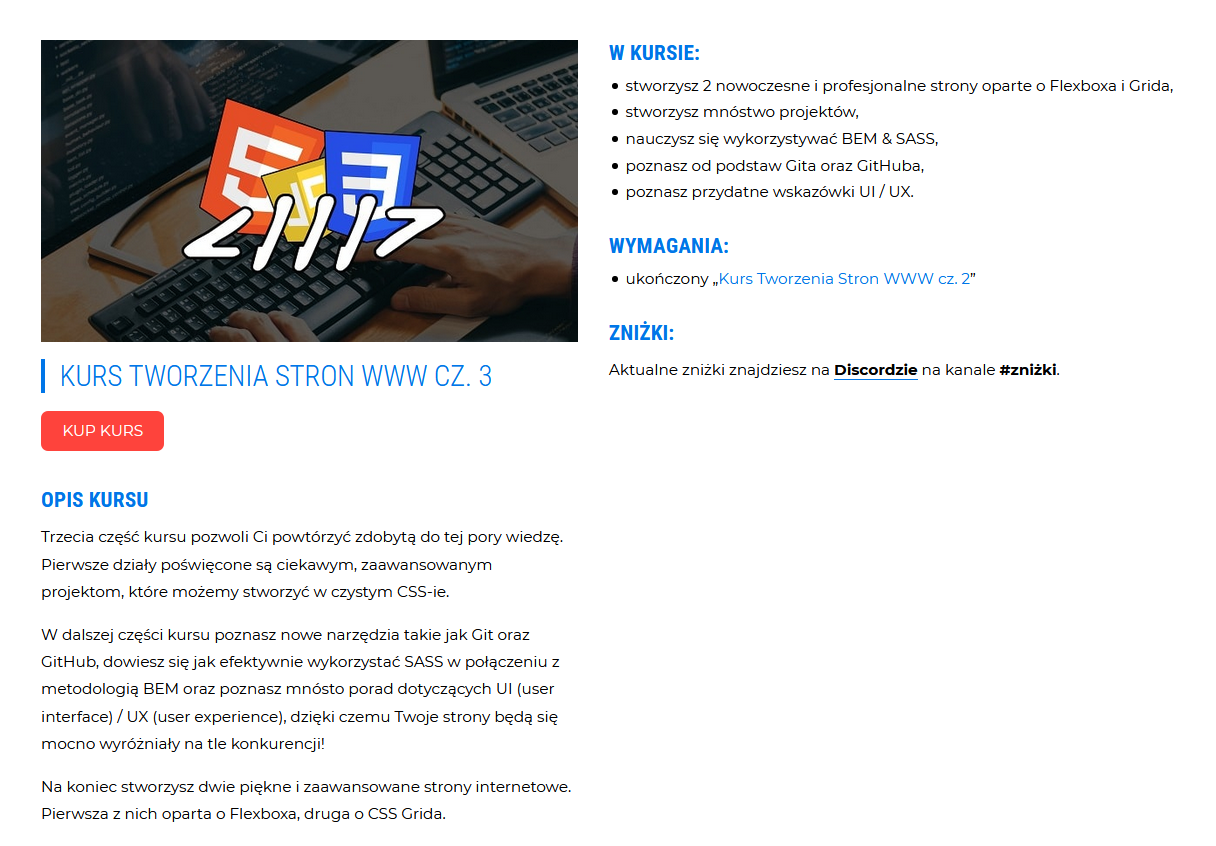 KURS TWORZENIA STRON WWW CZ. 3
KUP KURS
OPIS KURSU
Trzecia część kursu pozwoli Ci powtórzyć zdobytą do tej pory wiedzę.
Pierwsze działy poświęcone są ciekawym, zaawansowanym
projektom, które możemy stworzyć w czystym CSS-ie.
W dalszej części kursu poznasz nowe narzędzia takie jak Git oraz
GitHub, dowiesz się jak efektywnie wykorzystać SASS w połączeniu z
metodologią BEM oraz poznasz mnósto porad dotyczących UI (user
interface) / UX (user experience), dzięki czemu Twoje strony będą się
mocno wyróżniały na tle konkurencji!
Na koniec stworzysz dwie piękne i zaawansowane strony internetowe.
Pierwsza z nich oparta o Flexboxa, druga o CSS Grida.
W KURSIE:
stworzysz 2 nowoczesne i profesjonalne strony oparte o Flexboxa i Grida,
stworzysz mnóstwo projektów,
nauczysz się wykorzystywać BEM & SASS,
poznasz od podstaw Gita oraz GitHuba,
poznasz przydatne wskazówki UI / UX.
WYMAGANIA:
ukończony „Kurs Tworzenia Stron WWW cz. 2”
ZNIŻKI:
Aktualne zniżki znajdziesz na Discordzie na kanale #zniżki.